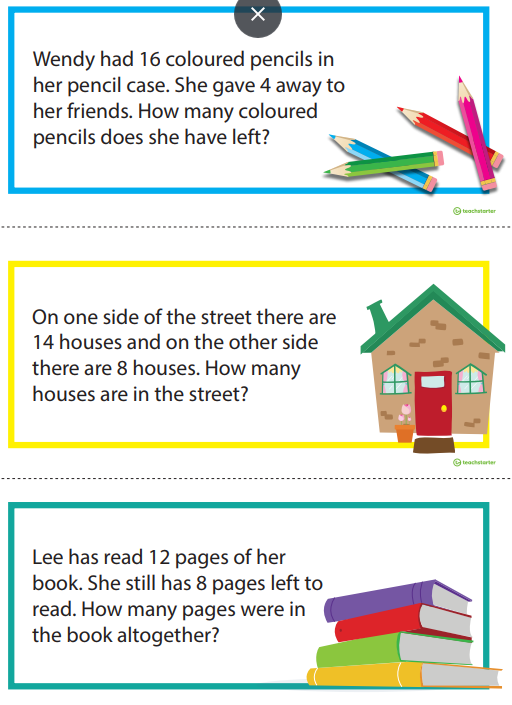 Wendy had 16 coloured pencils in
her pencil case. She gave 4 away to
her friends. How many coloured
pencils does she have left?
teachstarter
On one side of the street there are
14 houses and on the other side
there are 8 houses. How many
houses are in the street?
teachstarter
Lee has read 12 pages of her
book. She still has 8 pages left to
read. How many pages were in
the book altogether?